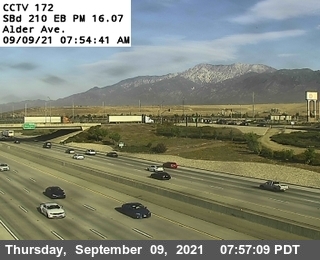 CCTV 172
SBd 210 EB PM 16.07
Alder Ave.
09/09/21 07:54:41 AM
Thursday, September 09, 2021 07:57:09 PDT